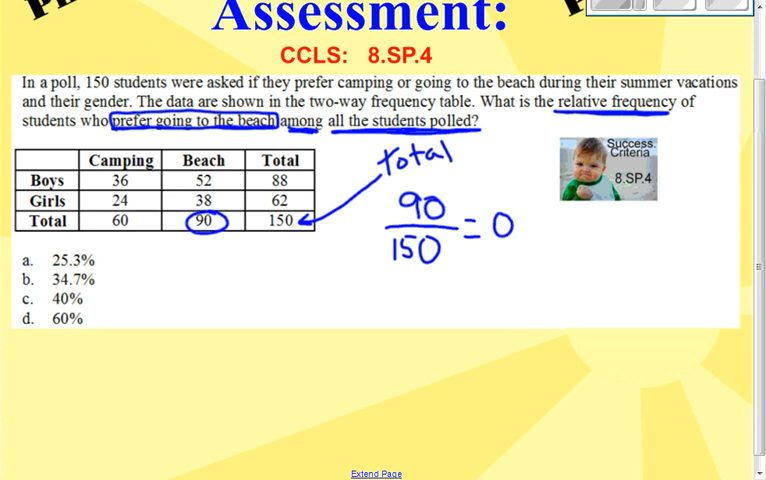 Assessment:
CCLS: 8.SP.4
In a poll, 150 students were asked if they prefer camping or going to the beach during their summer vacations
and their gender. The data are shown in the two-way frequency table. What is the relative frequency of
students who prefer going to the beach among all the students polled?
Camping Beach Total
Boys 36 52 88
Girls 24 38 62
Total 60 90 150
total
90
150
= 0
Success
Criteria
8.SP.4
a. 25.3%
b. 34.7%
c. 40%
d. 60%
Extend Page